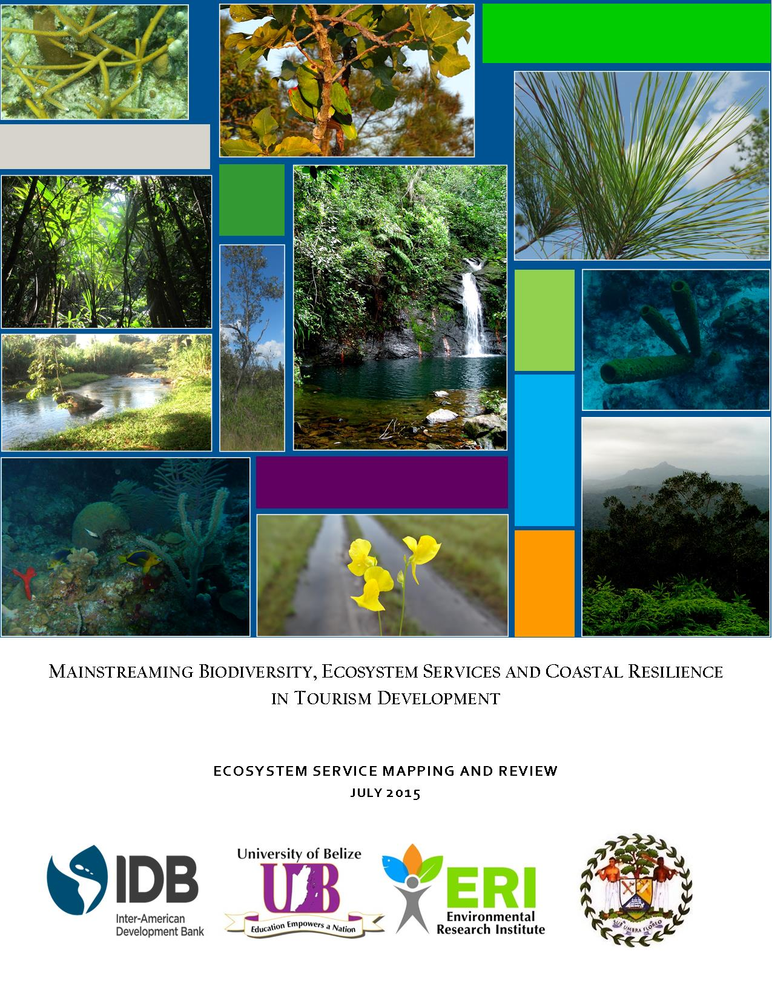 MAINSTREAMING BIODIVERSITY, ECOSYSTEM SERVICES AND COASTAL RESILIENCE
IN TOURISM DEVELOPMENT
ECOSYSTEM SERVICE MAPPING AND REVIEW
JULY 2015
IDB
Inter-American
Development Bank
University of Belize
UB
Education Empowers a Nation
ERI
Environmental
Research Institute
SUB UMBRA FLOREO